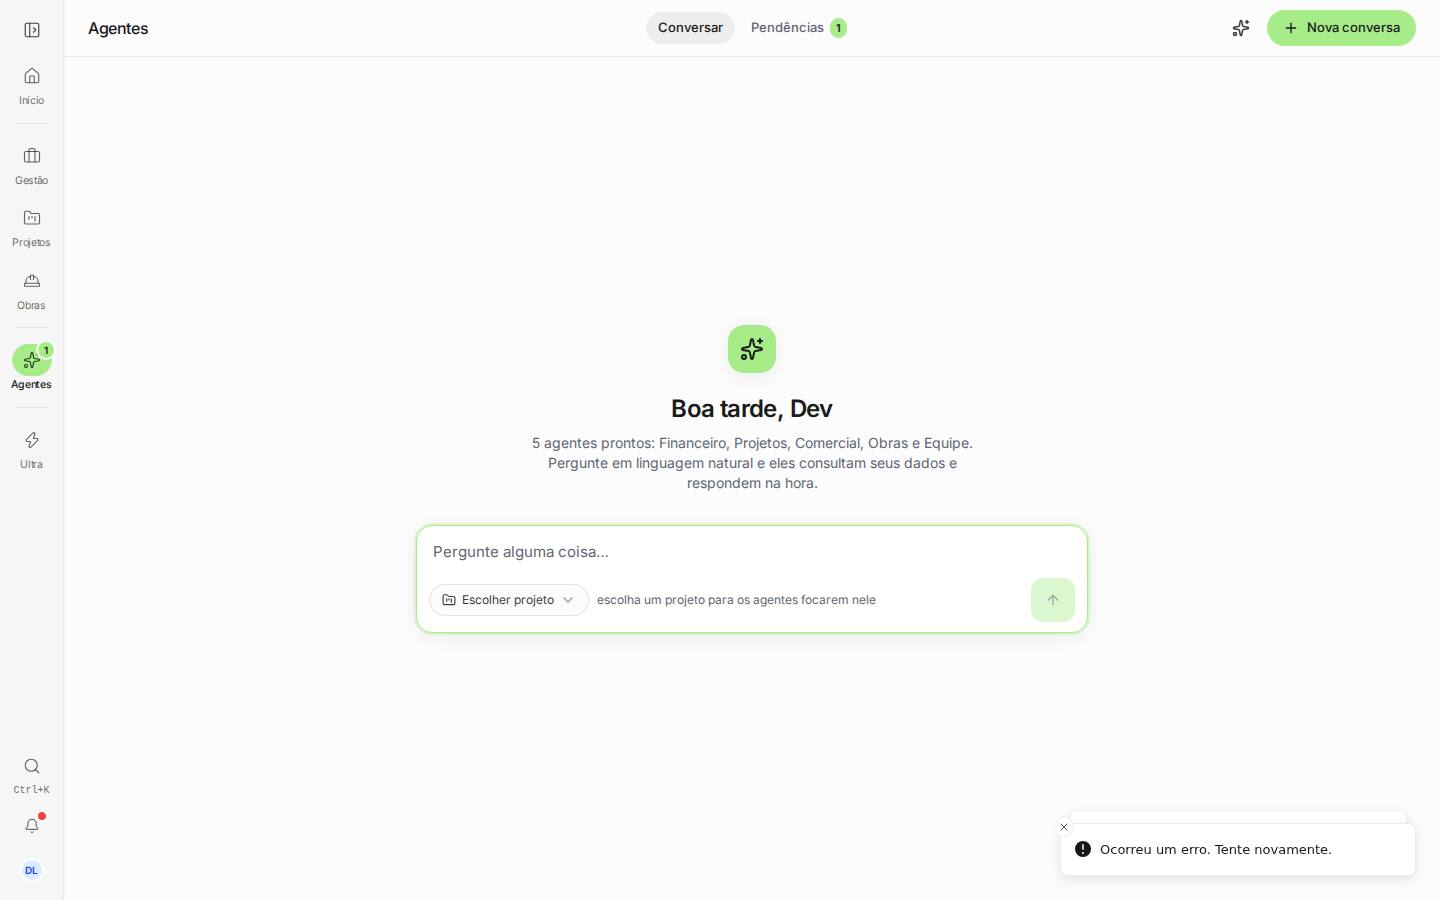 Agentes
Conversar
Pendências 1
Nova conversa
Início
Gestão
Projetos
Obras
1
Agentes
Ultra
Boa tarde, Dev
5 agentes prontos: Financeiro, Projetos, Comercial, Obras e Equipe.
Pergunte em linguagem natural e eles consultam seus dados e
respondem na hora.
Pergunte alguma coisa...
Escolher projeto
escolha um projeto para os agentes focarem nele
Ctrl+K
DL
Ocorreu um erro. Tente novamente.